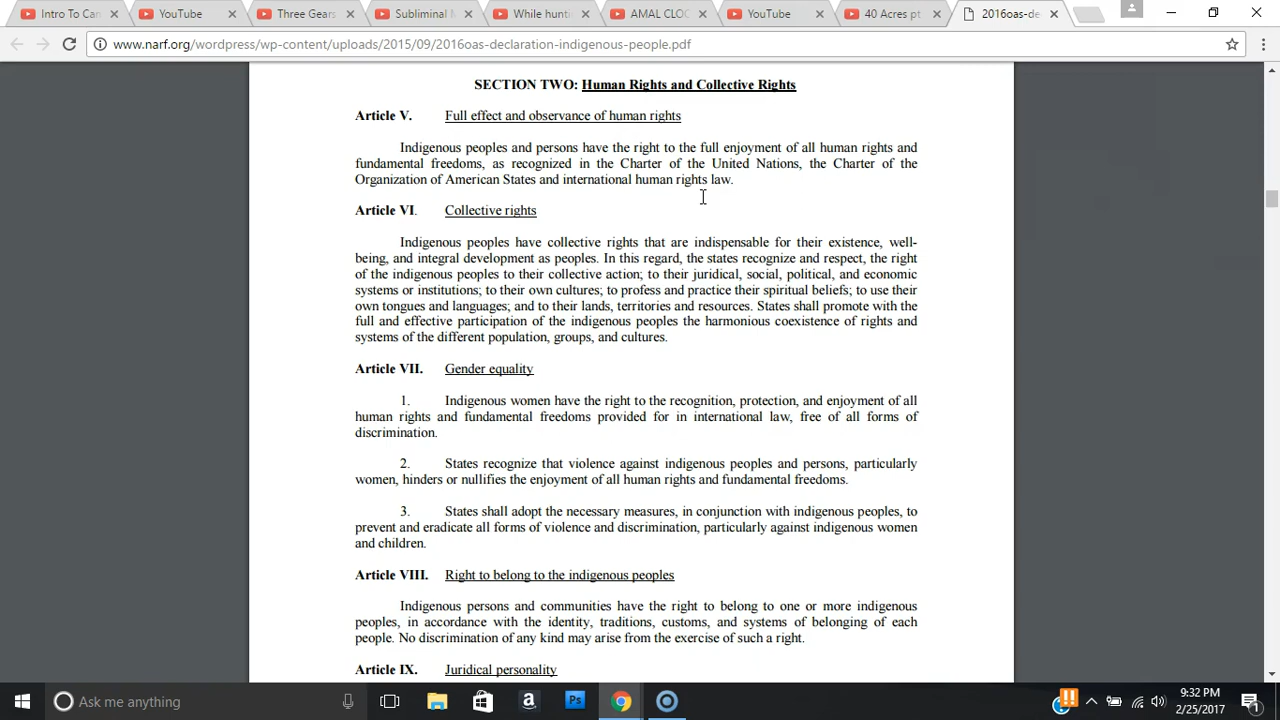 Intro To Can
YouTube
Three Gears
Subliminal M
While hunti
AMAL CLOC
YouTube
40 Acres pt
2016oas-de
www.narf.org/wordpress/wp-content/uploads/2015/09/2016oas-declaration-indigenous-people.pdf
SECTION TWO: Human Rights and Collective Rights
Article V. Full effect and observance of human rights
Indigenous peoples and persons have the right to the full enjoyment of all human rights and
fundamental freedoms, as recognized in the Charter of the United Nations, the Charter of the
Organization of American States and international human rights law.
Article VI. Collective rights
Indigenous peoples have collective rights that are indispensable for their existence, well-
being, and integral development as peoples. In this regard, the states recognize and respect, the right
of the indigenous peoples to their collective action; to their juridical, social, political, and economic
systems or institutions; to their own cultures; to profess and practice their spiritual beliefs; to use their
own tongues and languages; and to their lands, territories and resources. States shall promote with the
full and effective participation of the indigenous peoples the harmonious coexistence of rights and
systems of the different population, groups, and cultures.
Article VII. Gender equality
1. Indigenous women have the right to the recognition, protection, and enjoyment of all
human rights and fundamental freedoms provided for in international law, free of all forms of
discrimination.
2. States recognize that violence against indigenous peoples and persons, particularly
women, hinders or nullifies the enjoyment of all human rights and fundamental freedoms.
3. States shall adopt the necessary measures, in conjunction with indigenous peoples, to
prevent and eradicate all forms of violence and discrimination, particularly against indigenous women
and children.
Article VIII. Right to belong to the indigenous peoples
Indigenous persons and communities have the right to belong to one or more indigenous
peoples, in accordance with the identity, traditions, customs, and systems of belonging of each
people. No discrimination of any kind may arise from the exercise of such a right.
Article IX. Juridical personality
Ask me anything
Ps
9:32 PM
2/25/2017
1